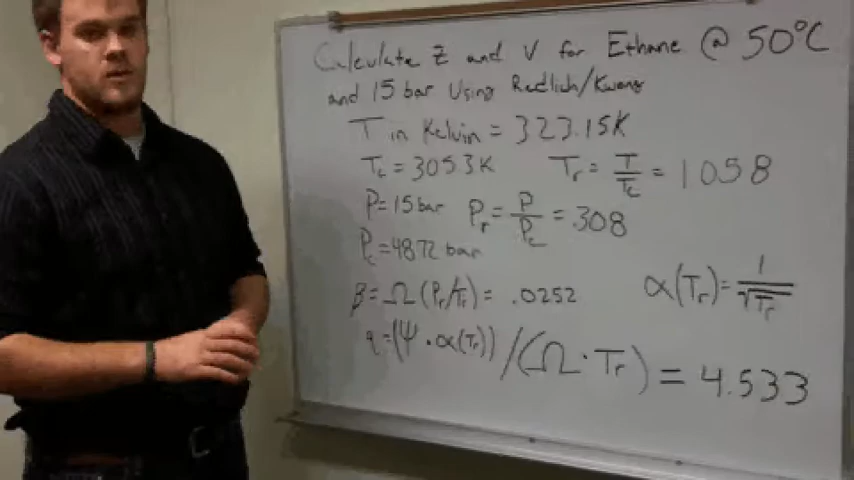 Calculate Z and V for Ethane @ 50°C
and 15 bar Using Redlich/Kwong
T in Kelvin = 323.15K
Tc = 305.3K Tr = T/Tc = 1.058
P = 15 bar Pr = P/Pc = .308
Pc = 48.72 bar
β = Ω(Pr/Tr) = .0252 α(Tr) = 1/√Tr
q = (Ψ · α(Tr)) / (Ω · Tr) = 4.533